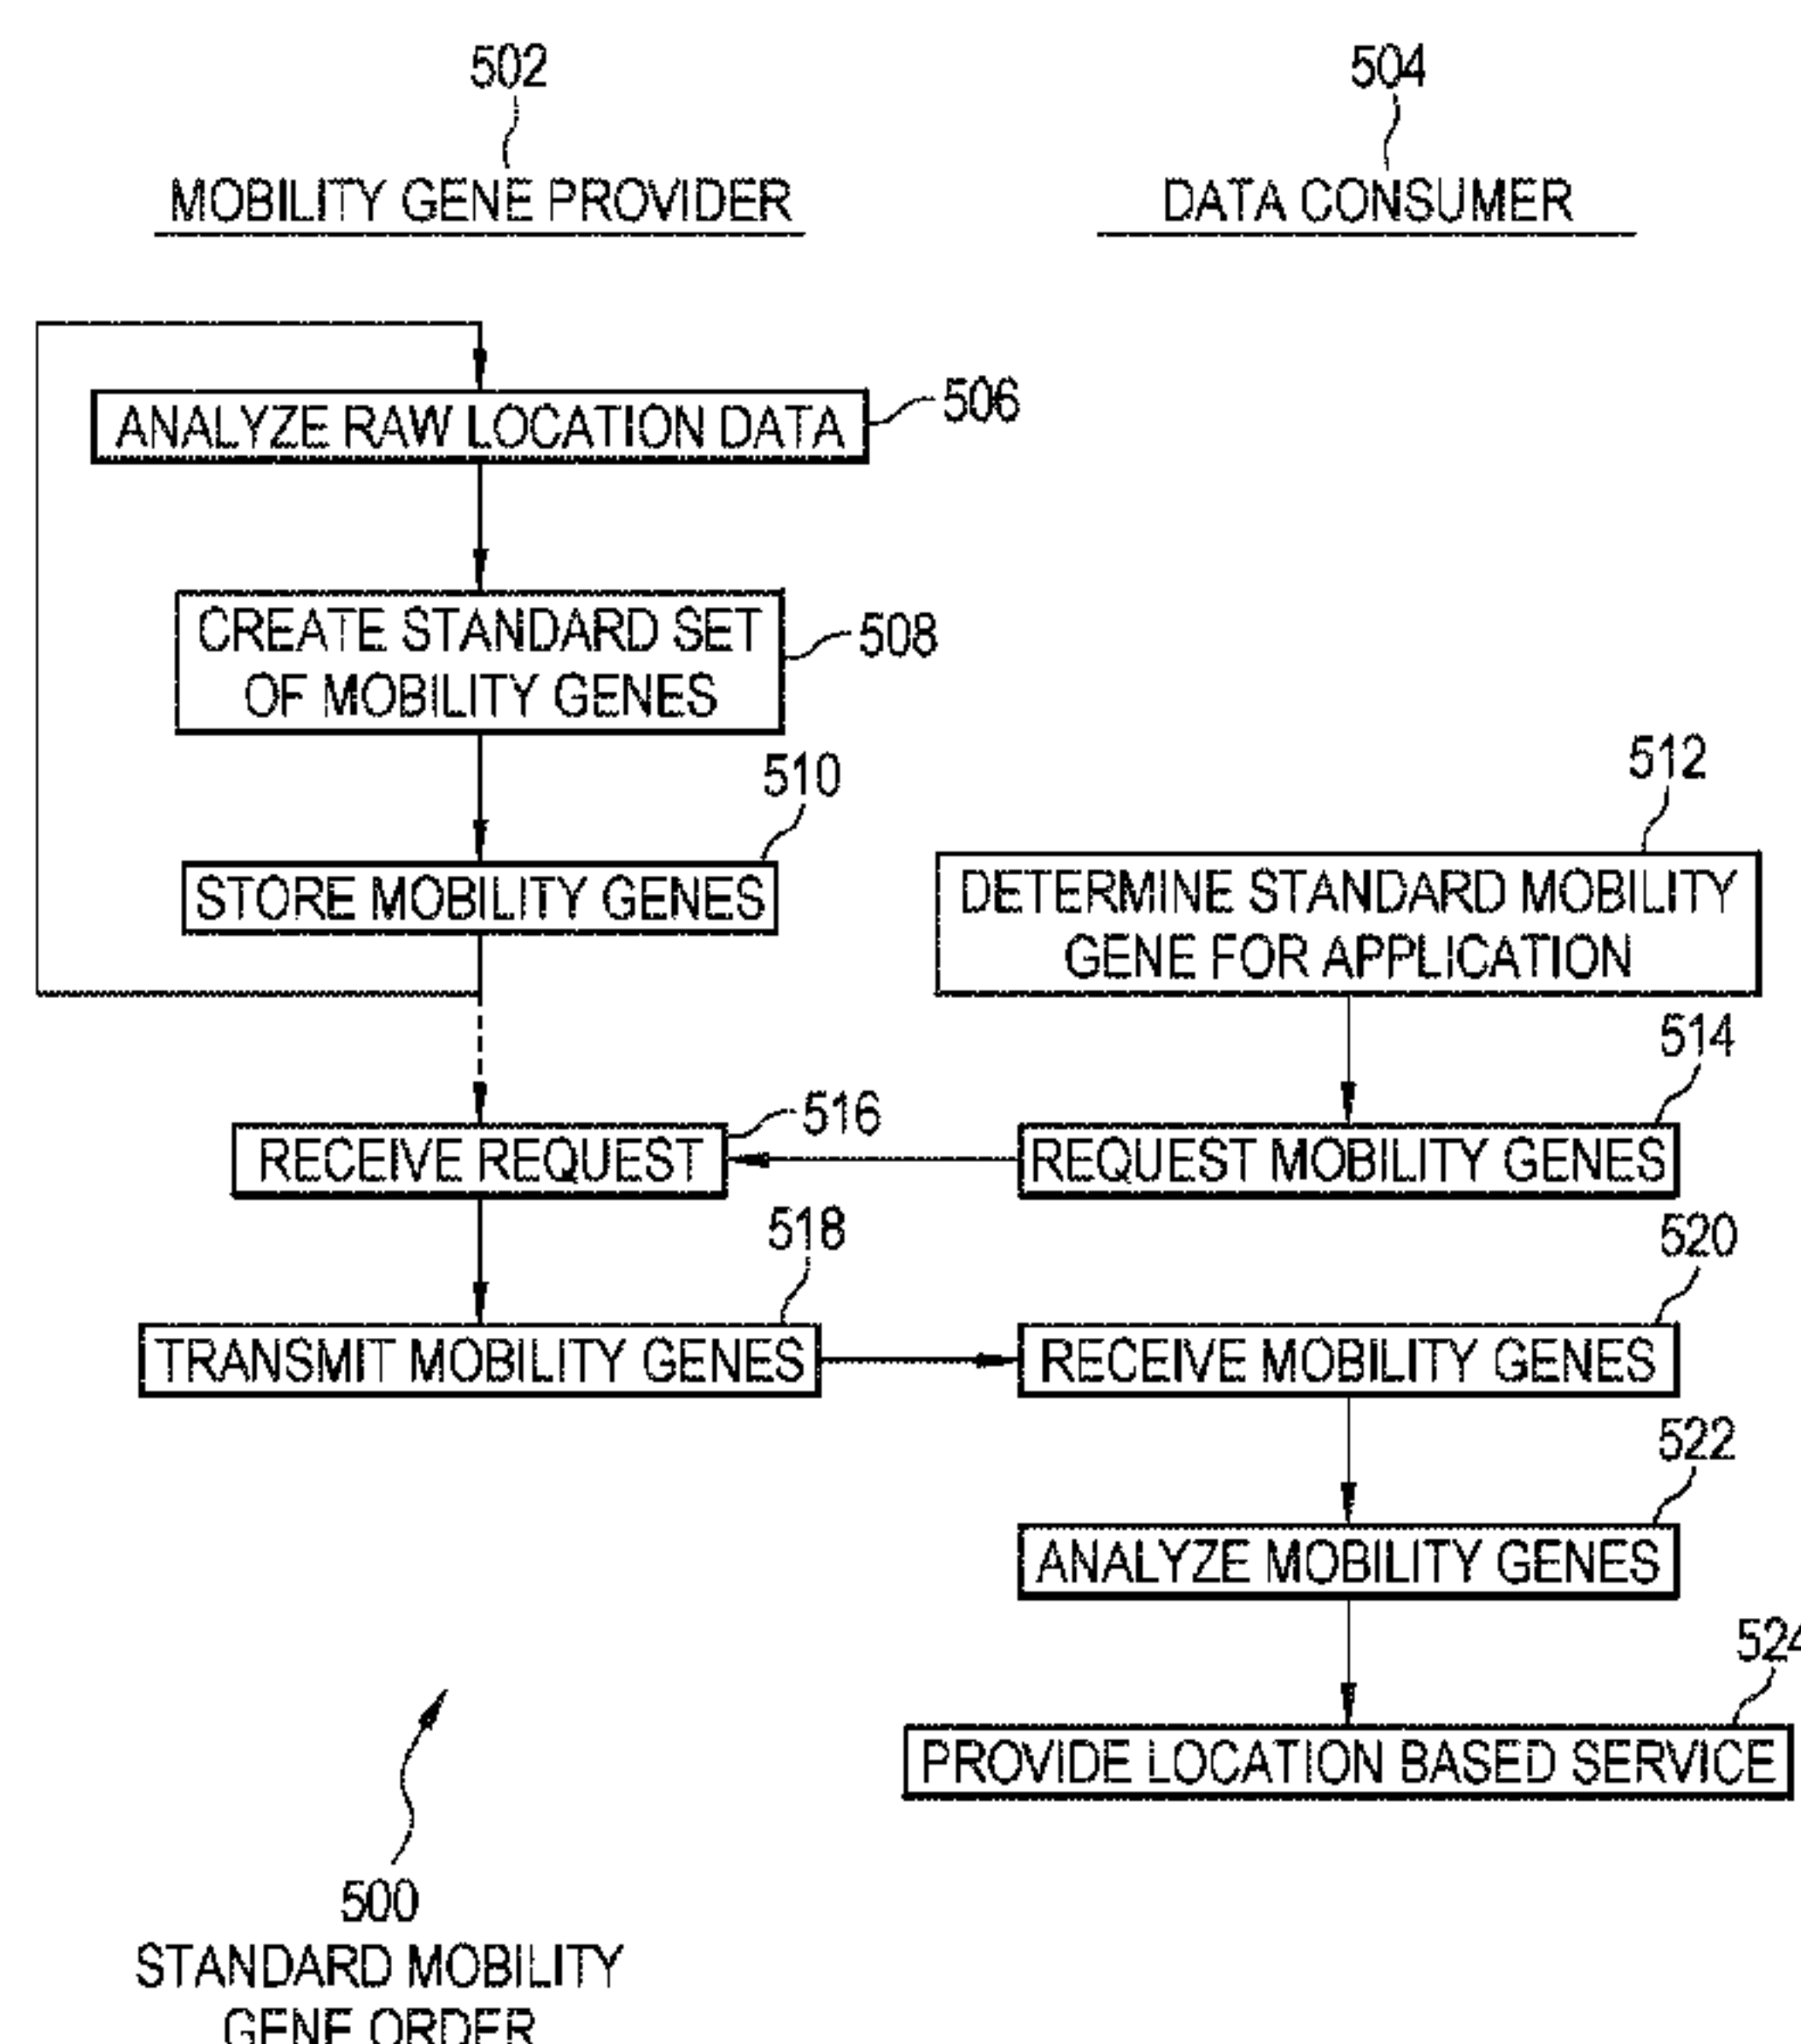 502
504
MOBILITY GENE PROVIDER
DATA CONSUMER
ANALYZE RAW LOCATION DATA
506
CREATE STANDARD SET
OF MOBILITY GENES
508
510
STORE MOBILITY GENES
512
DETERMINE STANDARD MOBILITY
GENE FOR APPLICATION
514
RECEIVE REQUEST
516
REQUEST MOBILITY GENES
518
TRANSMIT MOBILITY GENES
520
RECEIVE MOBILITY GENES
522
ANALYZE MOBILITY GENES
524
PROVIDE LOCATION BASED SERVICE
500
STANDARD MOBILITY
GENE ORDER